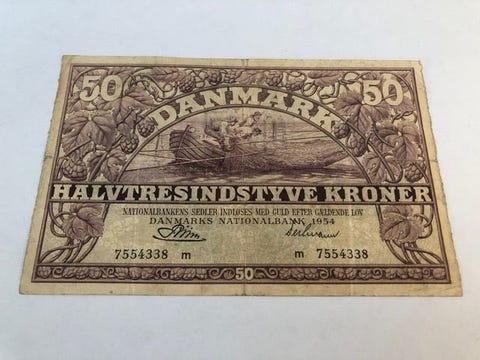 50 50
DANMARK
HALVTRESINDSTYVE KRONER
NATIONALBANKENS SEDLER INDLØSES MED GULD EFTER GÆLDENDE LOV
DANMARKS NATIONALBANK 1954
7554338 m m 7554338
50